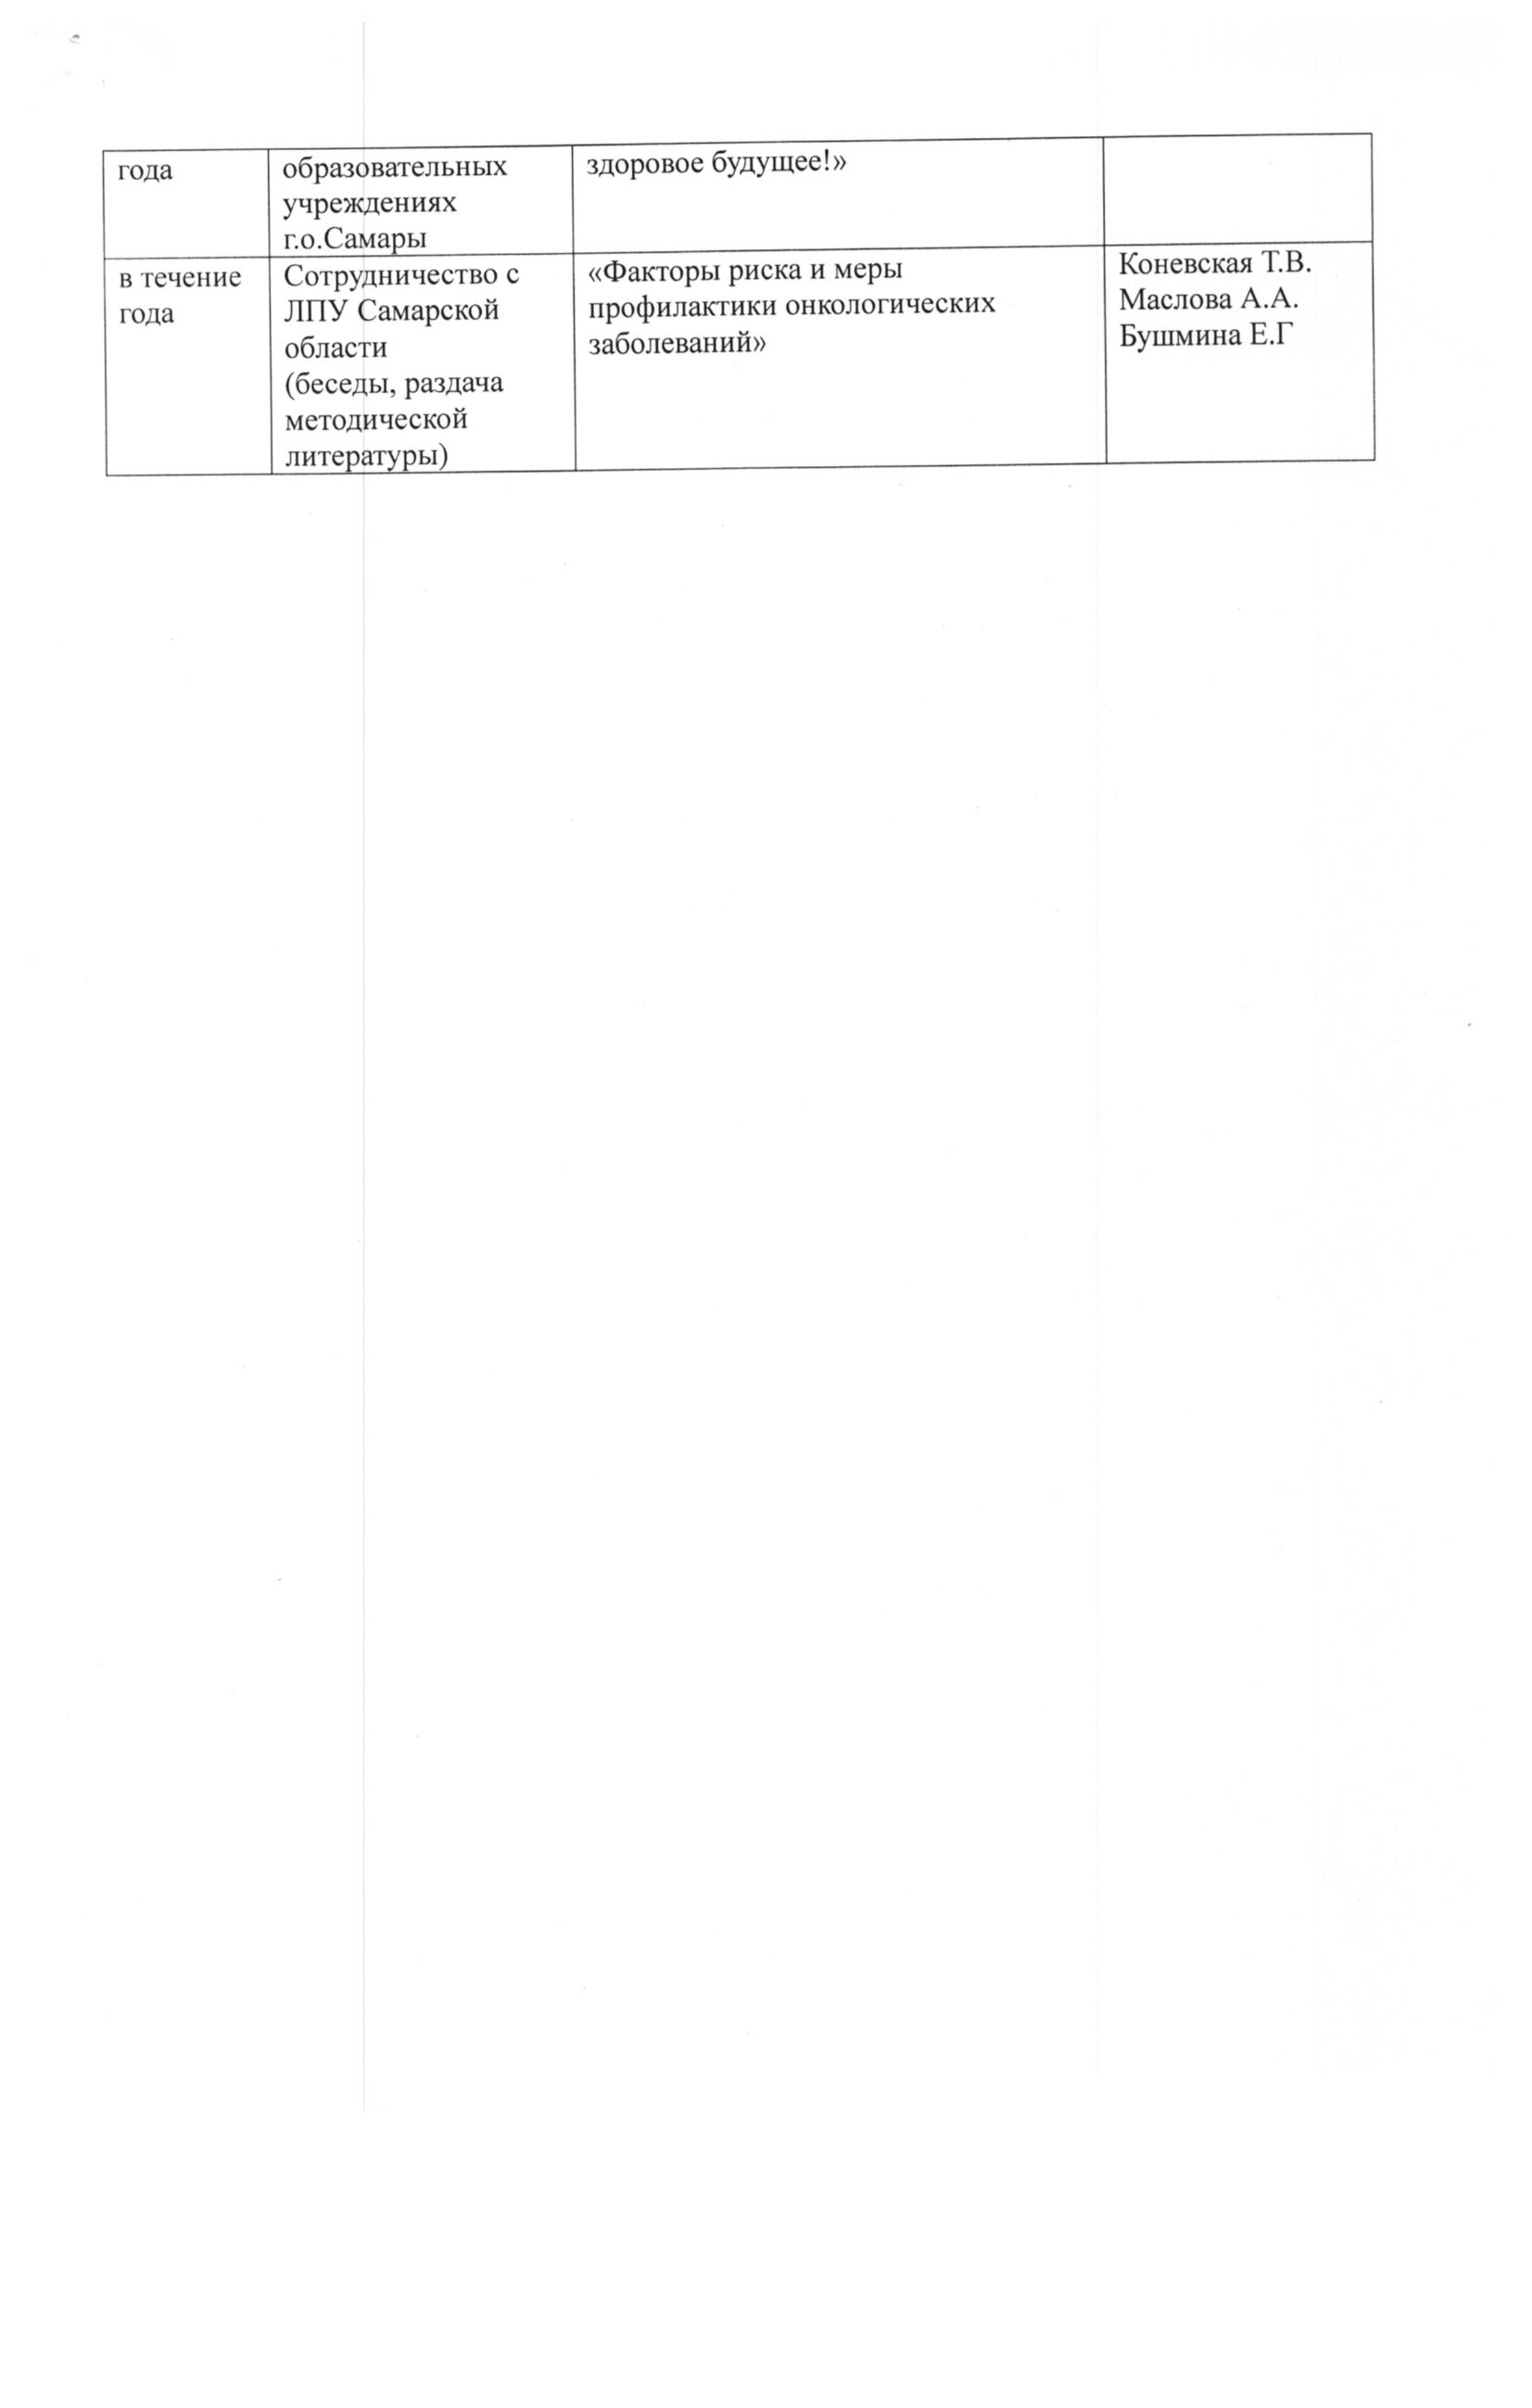 года
образовательных
учреждениях
г.о.Самары
здоровое будущее!»
в течение
года
Сотрудничество с
ЛПУ Самарской
области
(беседы, раздача
методической
литературы)
«Факторы риска и меры
профилактики онкологических
заболеваний»
Коневская Т.В.
Маслова А.А.
Бушмина Е.Г